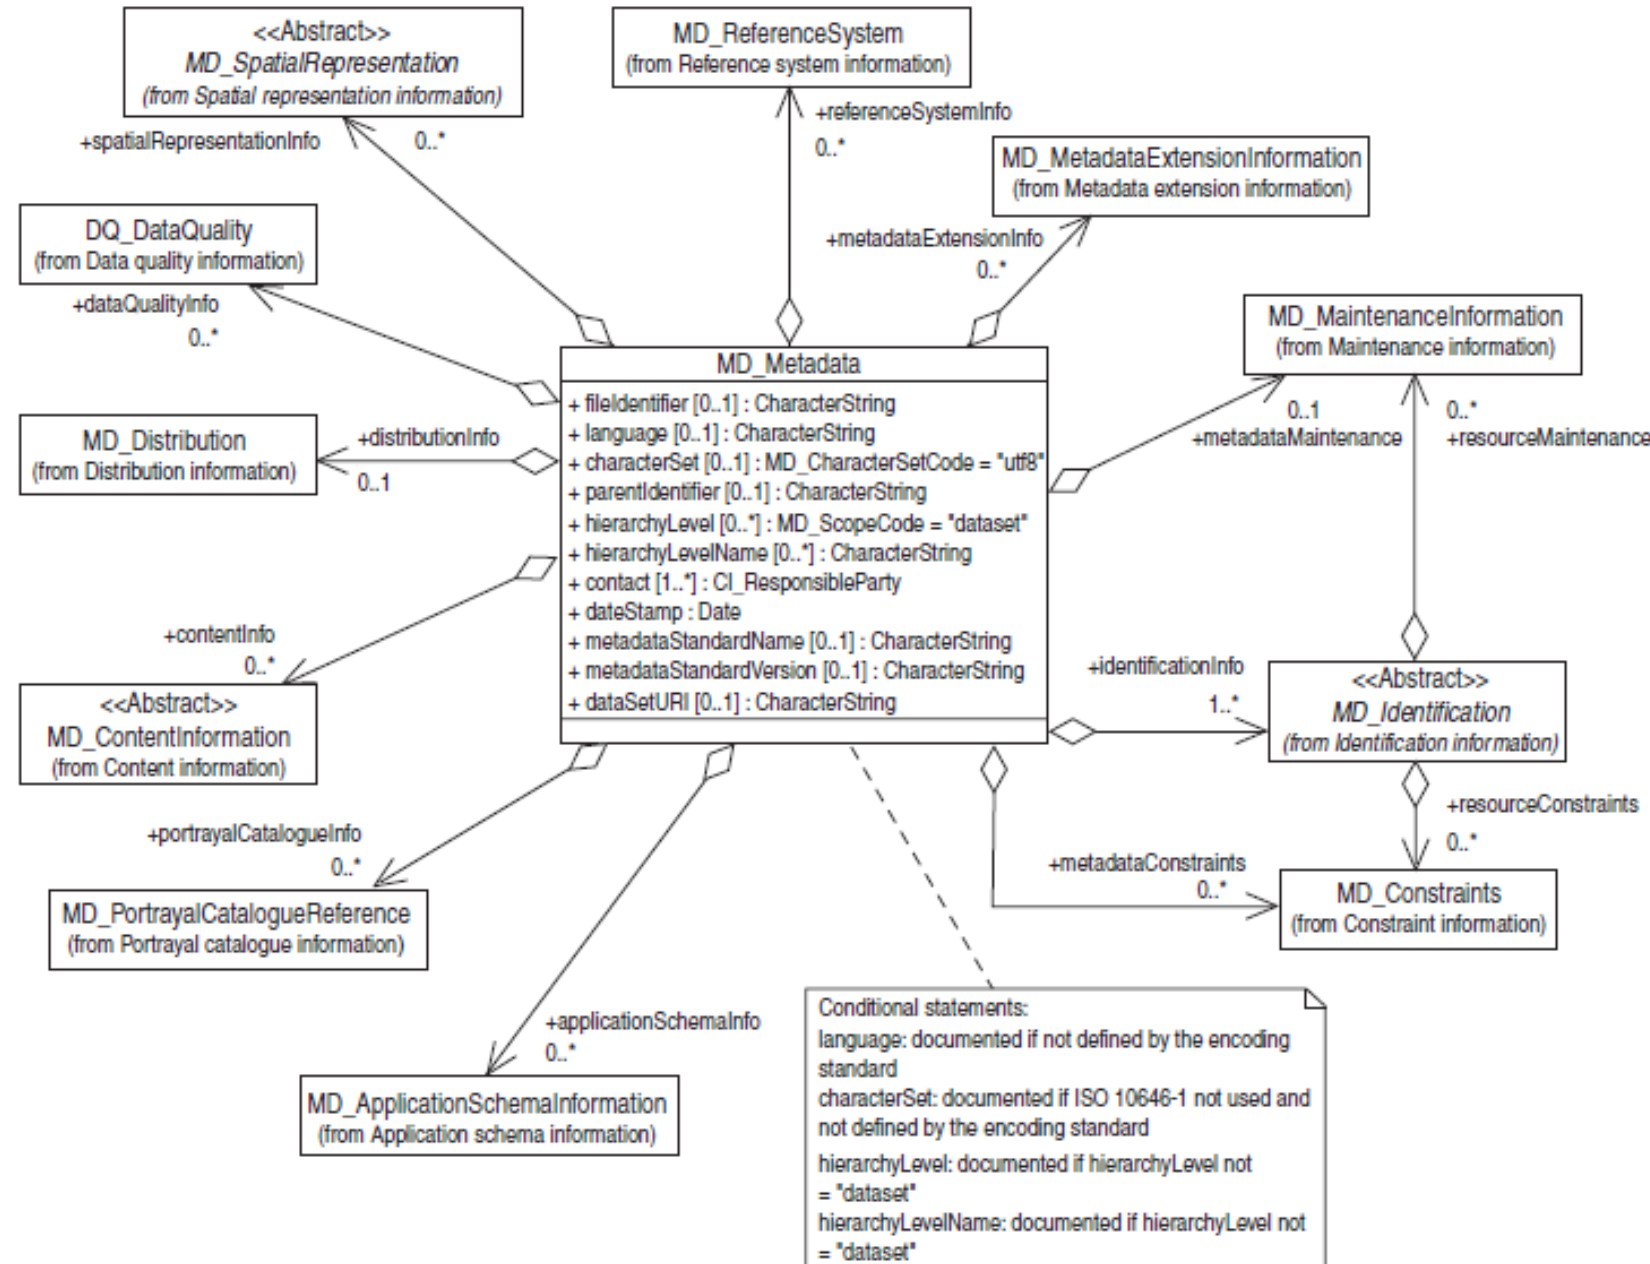 <<Abstract>>
MD_SpatialRepresentation
(from Spatial representation information)
MD_ReferenceSystem
(from Reference system information)
+spatialRepresentationInfo
0..*
+referenceSystemInfo
0..*
MD_MetadataExtensionInformation
(from Metadata extension information)
+metadataExtensionInfo
0..*
DQ_DataQuality
(from Data quality information)
+dataQualityInfo
0..*
MD_MaintenanceInformation
(from Maintenance information)
0..1
+metadataMaintenance
0..*
+resourceMaintenance
MD_Distribution
(from Distribution information)
+distributionInfo
0..1
MD_Metadata
+ fileIdentifier [0..1] : CharacterString
+ language [0..1] : CharacterString
+ characterSet [0..1] : MD_CharacterSetCode = "utf8"
+ parentIdentifier [0..1] : CharacterString
+ hierarchyLevel [0..*] : MD_ScopeCode = "dataset"
+ hierarchyLevelName [0..*] : CharacterString
+ contact [1..*] : CI_ResponsibleParty
+ dateStamp : Date
+ metadataStandardName [0..1] : CharacterString
+ metadataStandardVersion [0..1] : CharacterString
+ dataSetURI [0..1] : CharacterString
+contentInfo
0..*
<<Abstract>>
MD_ContentInformation
(from Content information)
+identificationInfo
1..*
<<Abstract>>
MD_Identification
(from Identification information)
+resourceConstraints
0..*
+metadataConstraints
0..*
MD_Constraints
(from Constraint information)
+portrayalCatalogueInfo
0..*
MD_PortrayalCatalogueReference
(from Portrayal catalogue information)
+applicationSchemaInfo
0..*
MD_ApplicationSchemaInformation
(from Application schema information)
Conditional statements:
language: documented if not defined by the encoding
standard
characterSet: documented if ISO 10646-1 not used and
not defined by the encoding standard
hierarchyLevel: documented if hierarchyLevel not
= "dataset"
hierarchyLevelName: documented if hierarchyLevel not
= "dataset"